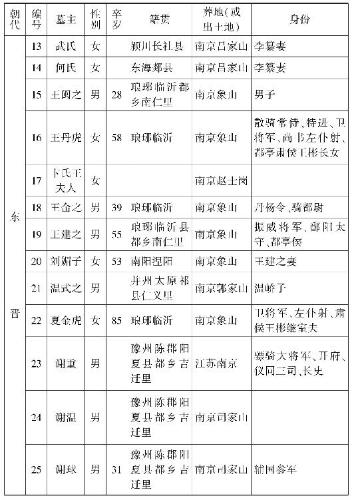 朝代 编号 墓主 性别 卒岁 籍贯 葬地(或出土地) 身份
东晋
13 武氏 女 颍川长社县 南京吕家山 李纂妻
14 何氏 女 东海郯县 南京吕家山 李纂妻
15 王闽之 男 28 琅琊临沂都乡南仁里 南京象山 男子
16 王丹虎 女 58 琅琊临沂 南京象山 散骑常侍、特进、卫将军、尚书左仆射、都亭肃侯王彬长女
17 卞氏王夫人 女 南京赵士岗
18 王企之 男 39 琅琊临沂 南京象山 丹杨令、骑都尉
19 王建之 男 55 琅琊临沂县都乡南仁里 南京象山 振威将军、鄱阳太守、都亭侯
20 刘媚子 女 53 南阳涅阳 南京象山 王建之妻
21 温式之 男 并州太原祁县仁义里 南京郭家山 温峤子
22 夏金虎 女 85 琅琊临沂 南京象山 卫将军、左仆射、肃侯王彬继室夫
23 谢重 男 豫州陈郡阳夏县都乡吉迁里 江苏南京 骠骑大将军、开府、仪同三司、长史
24 谢温 男 豫州陈郡阳夏县都乡吉迁里 南京司家山
25 谢球 男 31 豫州陈郡阳夏县都乡吉迁里 南京司家山 辅国参军